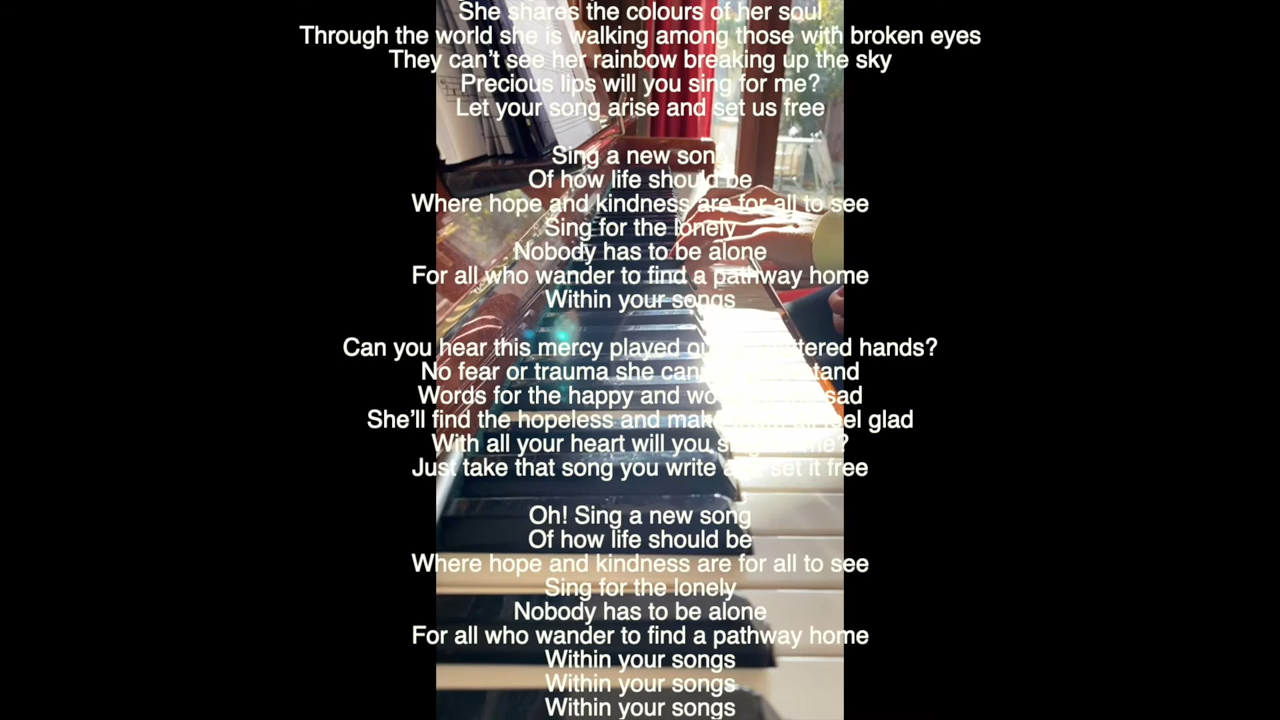 She shares the colours of her soul
Through the world she is walking among those with broken eyes
They can't see her rainbow breaking up the sky
Precious lips will you sing for me?
Let your song arise and set us free
Sing a new song
Of how life should be
Where hope and kindness are for all to see
Sing for the lonely
Nobody has to be alone
For all who wander to find a pathway home
Within your songs
Can you hear this mercy played hands?
No fear or trauma she
Words for the happy and sad
She'll find the hopeless and make feel glad
With all your heart will you me?
Just take that song you write set it free
Oh! Sing a new song
Of how life should be
Where hope and kindness are for all to see
Sing for the lonely
Nobody has to be alone
For all who wander to find a pathway home
Within your songs
Within your songs
Within your songs